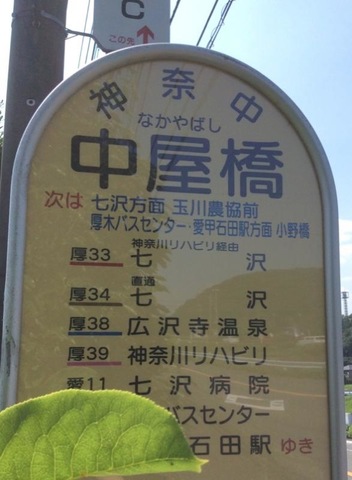 C
この先
神奈中
なかやばし
中屋橋
次は 七沢方面 玉川農協前
厚木バスセンター・愛甲石田駅方面 小野橋
神奈川リハビリ経由
厚33 七沢
直通
厚34 七沢
厚38 広沢寺温泉
厚39 神奈川リハビリ
愛11 七沢病院
バスセンター
石田駅 ゆき